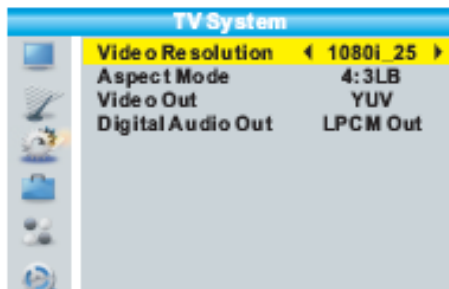 TV System
Video Resolution 1080i_25
Aspect Mode 4:3LB
Video Out YUV
Digital Audio Out LPCM Out